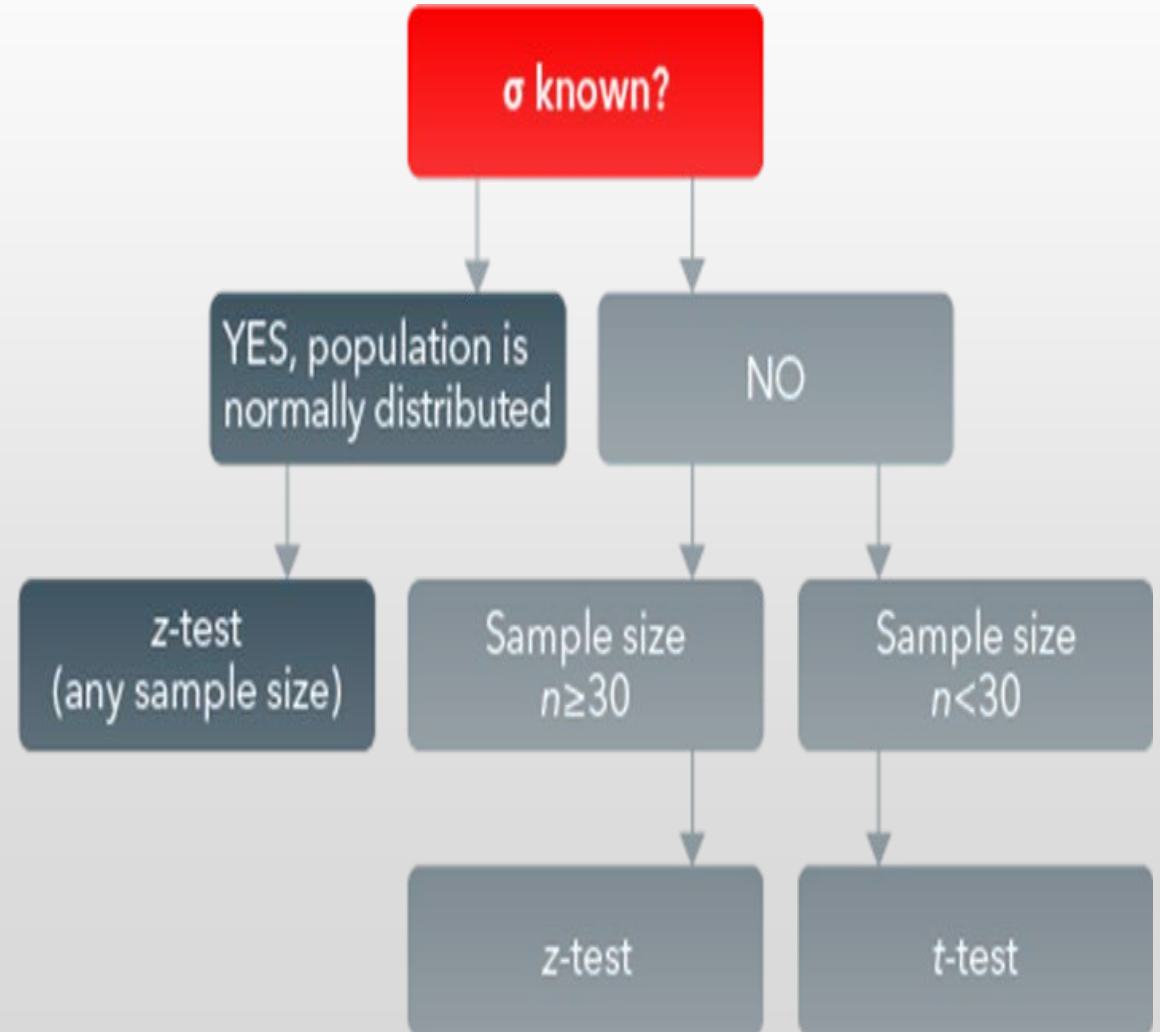 σ known?
YES, population is
normally distributed
NO
z-test
(any sample size)
Sample size
n≥30
Sample size
n<30
z-test
t-test